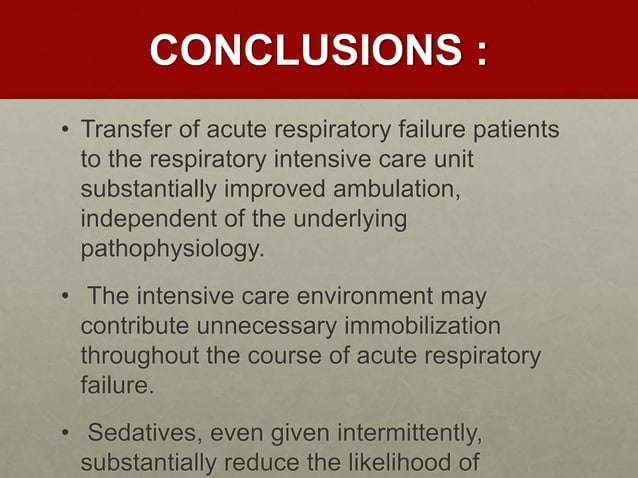 CONCLUSIONS :
• Transfer of acute respiratory failure patients
to the respiratory intensive care unit
substantially improved ambulation,
independent of the underlying
pathophysiology.
• The intensive care environment may
contribute unnecessary immobilization
throughout the course of acute respiratory
failure.
• Sedatives, even given intermittently,
substantially reduce the likelihood of